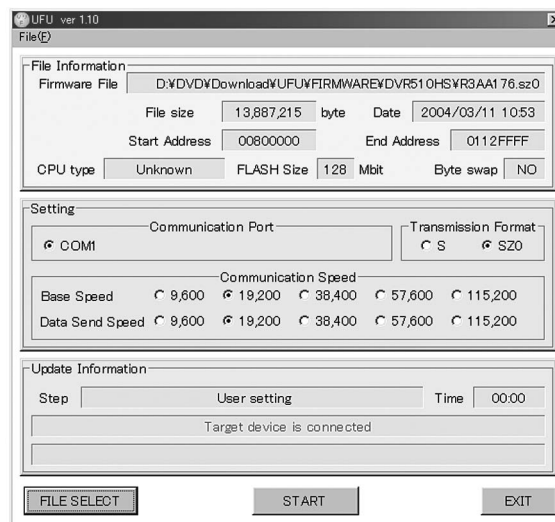 UFU ver 1.10
File(F)
File Information
Firmware File D:¥DVD¥Download¥UFU¥FIRMWARE¥DVR510HS¥R3AA176.sz0
File size 13,887,215 byte Date 2004/03/11 10:53
Start Address 00800000 End Address 0112FFFF
CPU type Unknown FLASH Size 128 Mbit Byte swap NO
Setting
Communication Port Transmission Format
COM1 S SZ0
Communication Speed
Base Speed 9,600 19,200 38,400 57,600 115,200
Data Send Speed 9,600 19,200 38,400 57,600 115,200
Update Information
Step User setting Time 00:00
Target device is connected
FILE SELECT START EXIT